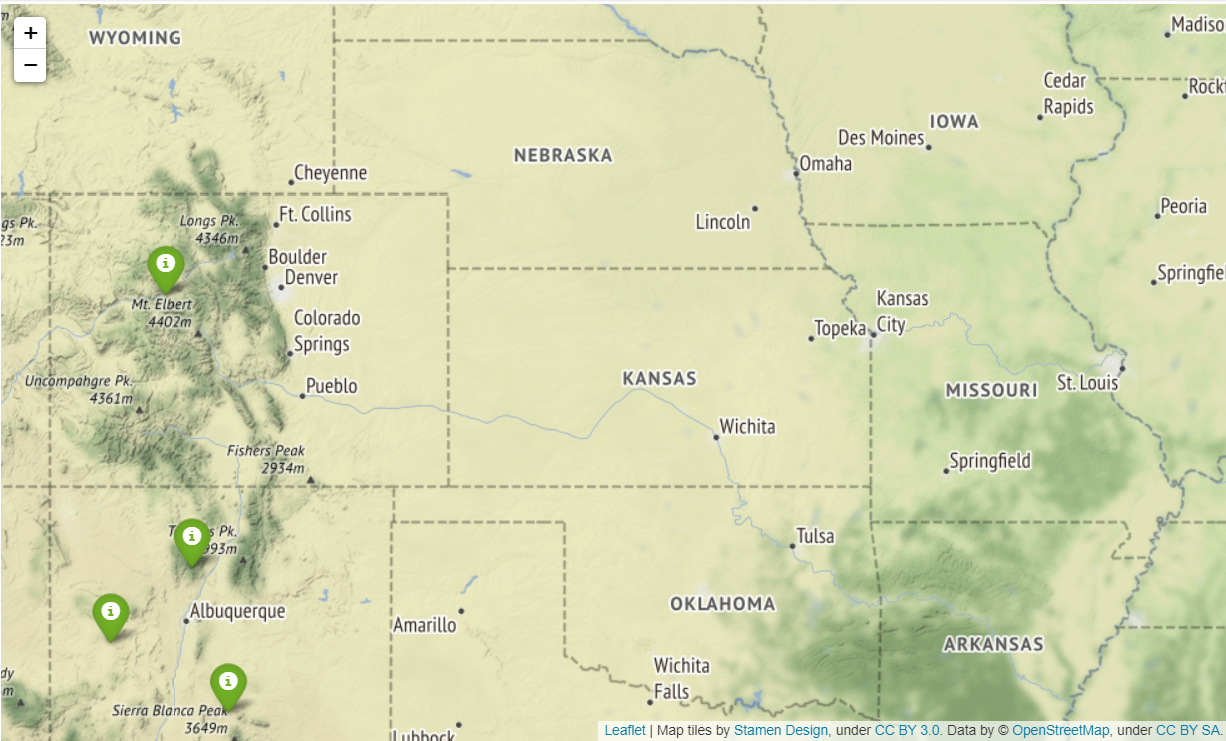 +
−
WYOMING
Madiso
Cedar
Rapids
Rockf
IOWA
Des Moines
NEBRASKA
Omaha
Cheyenne
Peoria
Longs Pk.
4346m
Ft. Collins
Lincoln
gs Pk.
23m
Boulder
Denver
Springfie
Mt. Elbert
4402m
Colorado
Springs
Kansas
City
Topeka
Uncompahgre Pk.
4361m
Pueblo
KANSAS
MISSOURI
St. Louis
Wichita
Fishers Peak
2934m
Springfield
s Pk.
993m
Tulsa
Albuquerque
Amarillo
OKLAHOMA
ARKANSAS
Wichita
Falls
dy
m
Sierra Blanca Peak
3649m
Lubbock
Leaflet | Map tiles by Stamen Design, under CC BY 3.0. Data by © OpenStreetMap, under CC BY SA.